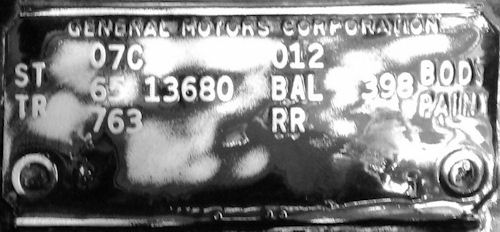 GENERAL MOTORS CORPORATION
07C 012
ST 65 13680 BAL 398 BODY
TR 763 RR PAINT